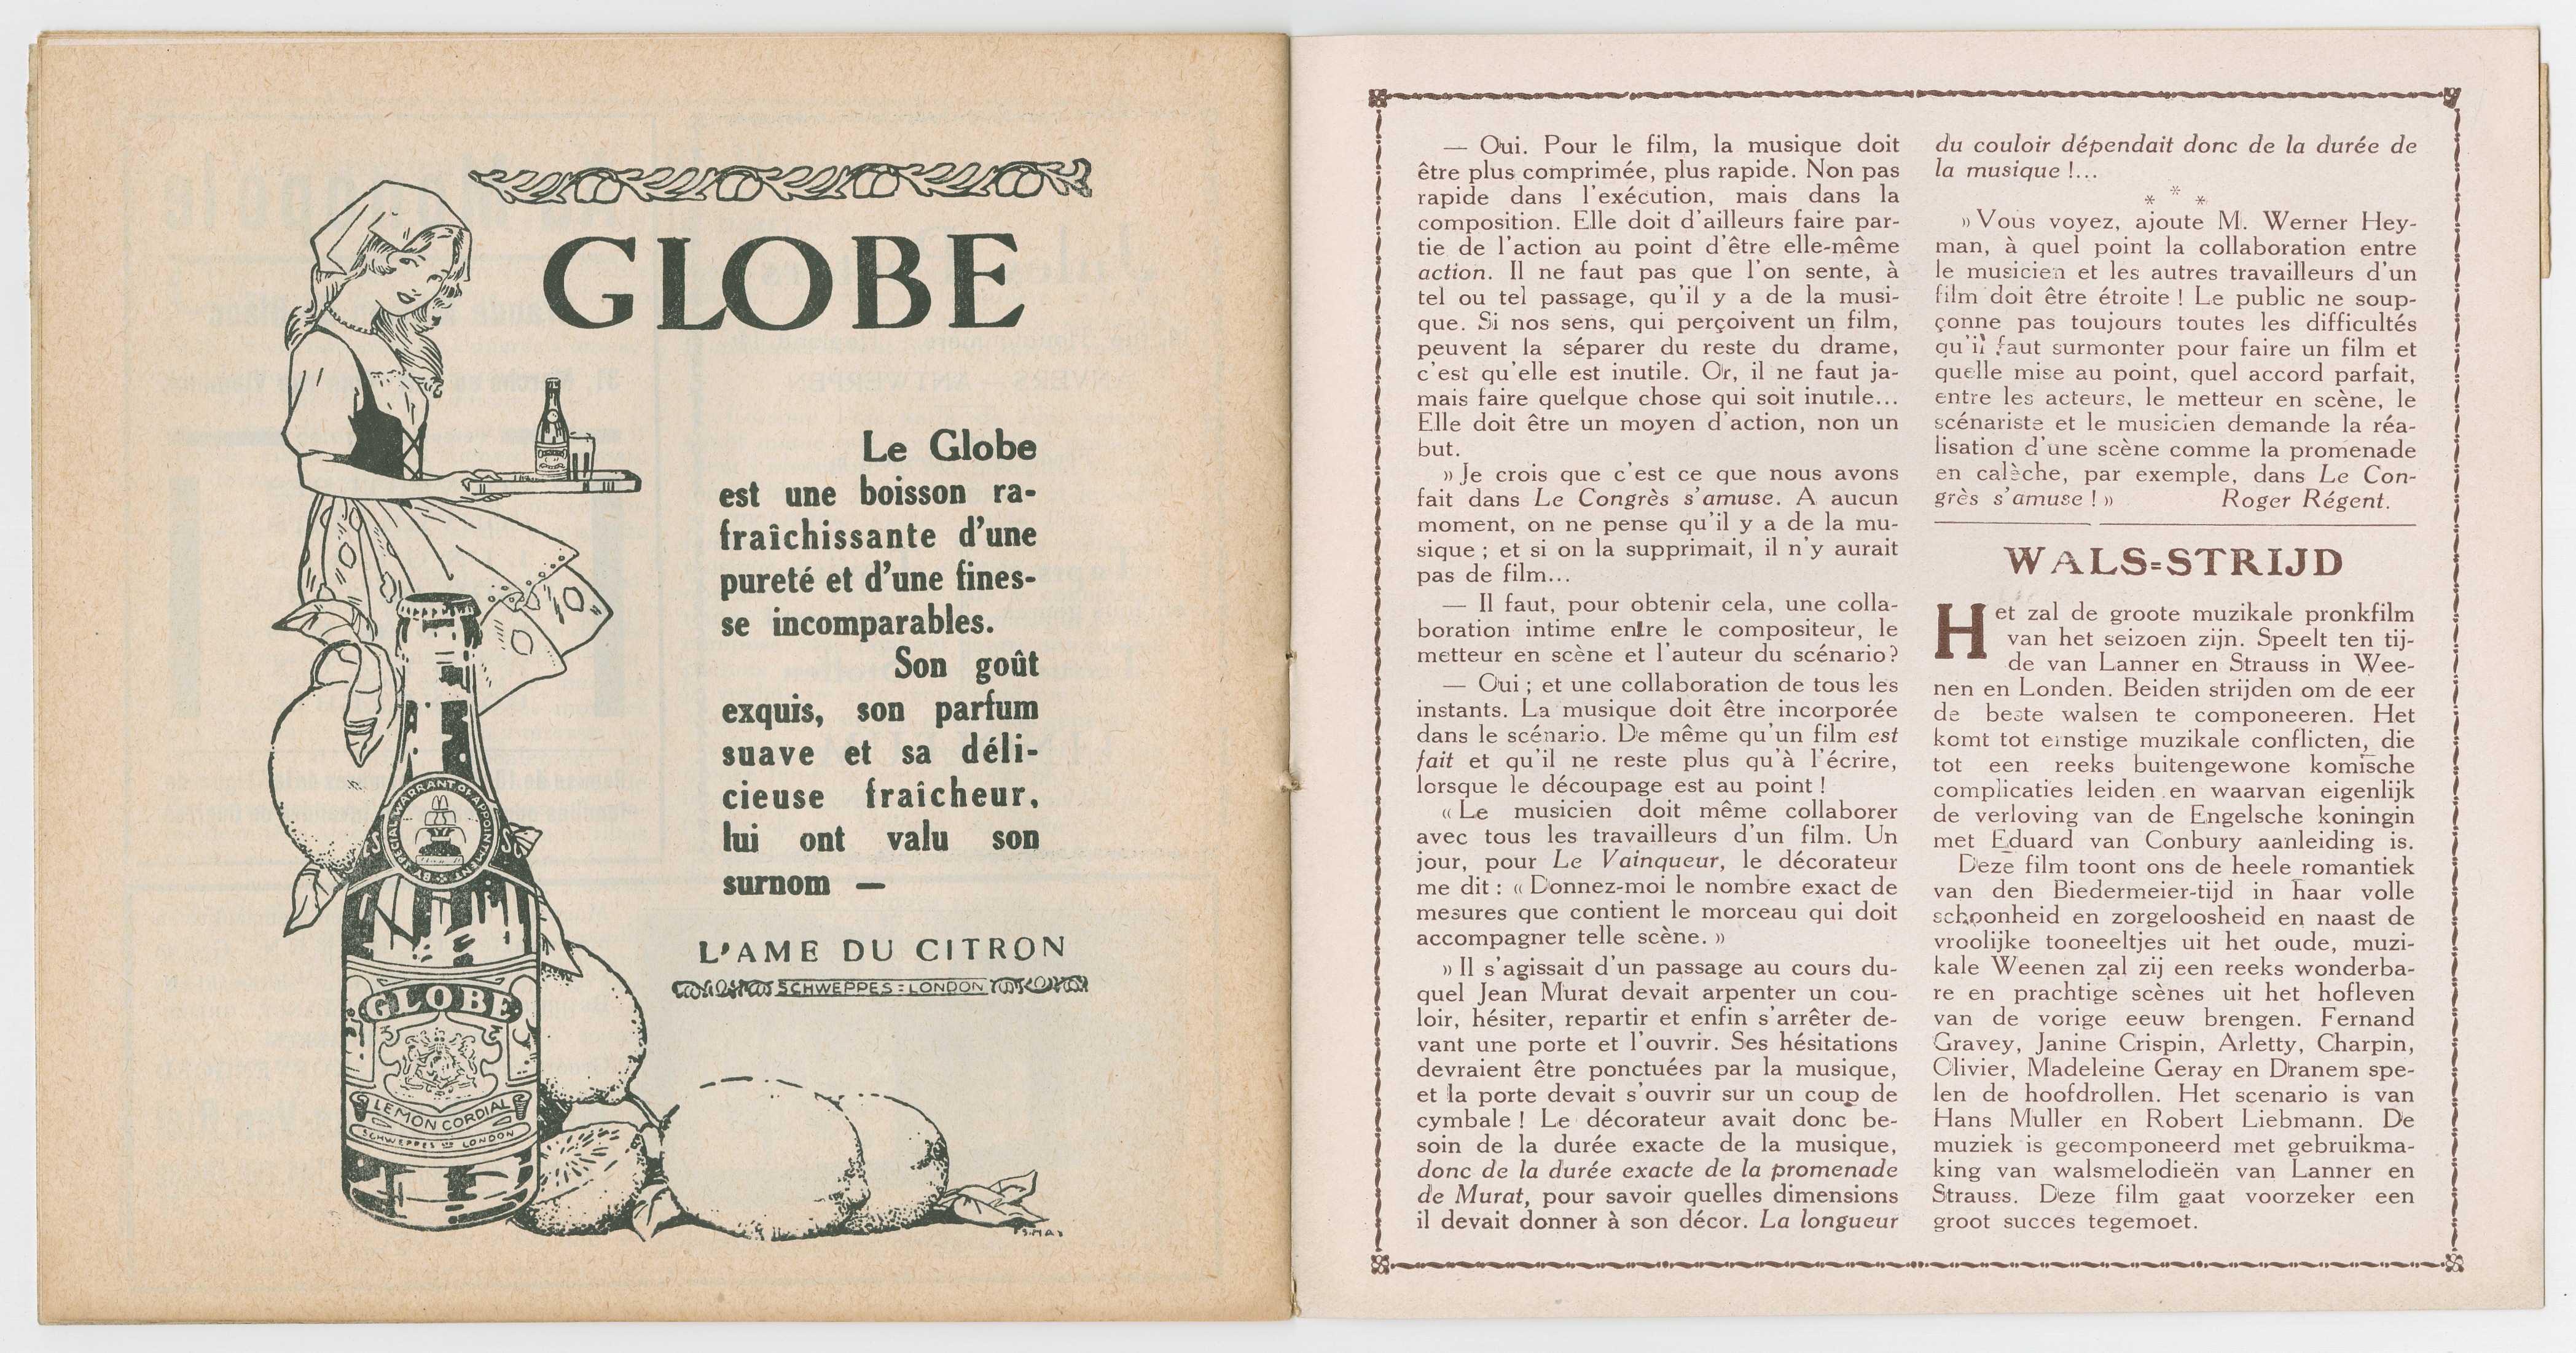 GLOBE
Le Globe
est une boisson ra-
fraîchissante d'une
pureté et d'une fines-
se incomparables.
Son goût
exquis, son parfum
suave et sa déli-
cieuse fraîcheur,
lui ont valu son
surnom —
L'AME DU CITRON
SCHWEPPES=LONDON
BY SPECIAL WARRANT OF APPOINTMENT
GLOBE
LEMON CORDIAL
SCHWEPPES LTD LONDON
— Oui. Pour le film, la musique doit
être plus comprimée, plus rapide. Non pas
rapide dans l'exécution, mais dans la
composition. Elle doit d'ailleurs faire par-
tie de l'action au point d'être elle-même
action. Il ne faut pas que l'on sente, à
tel ou tel passage, qu'il y a de la musi-
que. Si nos sens, qui perçoivent un film,
peuvent la séparer du reste du drame,
c'est qu'elle est inutile. Or, il ne faut ja-
mais faire quelque chose qui soit inutile...
Elle doit être un moyen d'action, non un
but.
» Je crois que c'est ce que nous avons
fait dans Le Congrès s'amuse. A aucun
moment, on ne pense qu'il y a de la mu-
sique ; et si on la supprimait, il n'y aurait
pas de film...
— Il faut, pour obtenir cela, une colla-
boration intime entre le compositeur, le
metteur en scène et l'auteur du scénario ?
— Oui ; et une collaboration de tous les
instants. La musique doit être incorporée
dans le scénario. De même qu'un film est
fait et qu'il ne reste plus qu'à l'écrire,
lorsque le découpage est au point !
« Le musicien doit même collaborer
avec tous les travailleurs d'un film. Un
jour, pour Le Vainqueur, le décorateur
me dit : « Donnez-moi le nombre exact de
mesures que contient le morceau qui doit
accompagner telle scène. »
» Il s'agissait d'un passage au cours du-
quel Jean Murat devait arpenter un cou-
loir, hésiter, repartir et enfin s'arrêter de-
vant une porte et l'ouvrir. Ses hésitations
devraient être ponctuées par la musique,
et la porte devait s'ouvrir sur un coup de
cymbale ! Le décorateur avait donc be-
soin de la durée exacte de la musique,
donc de la durée exacte de la promenade
de Murat, pour savoir quelles dimensions
il devait donner à son décor. La longueur
du couloir dépendait donc de la durée de
la musique !...
* * *
» Vous voyez, ajoute M. Werner Hey-
man, à quel point la collaboration entre
le musicien et les autres travailleurs d'un
film doit être étroite ! Le public ne soup-
çonne pas toujours toutes les difficultés
qu'il faut surmonter pour faire un film et
quelle mise au point, quel accord parfait,
entre les acteurs, le metteur en scène, le
scénariste et le musicien demande la réa-
lisation d'une scène comme la promenade
en calèche, par exemple, dans Le Con-
grès s'amuse ! » Roger Régent.
WALS=STRIJD
Het zal de groote muzikale pronkfilm
van het seizoen zijn. Speelt ten tij-
de van Lanner en Strauss in Wee-
nen en Londen. Beiden strijden om de eer
de beste walsen te componeeren. Het
komt tot ernstige muzikale conflicten, die
tot een reeks buitengewone komische
complicaties leiden en waarvan eigenlijk
de verloving van de Engelsche koningin
met Eduard van Conbury aanleiding is.
Deze film toont ons de heele romantiek
van den Biedermeier-tijd in haar volle
schoonheid en zorgeloosheid en naast de
vroolijke tooneeltjes uit het oude, muzi-
kale Weenen zal zij een reeks wonderba-
re en prachtige scènes uit het hofleven
van de vorige eeuw brengen. Fernand
Gravey, Janine Crispin, Arletty, Charpin,
Olivier, Madeleine Geray en Dranem spe-
len de hoofdrollen. Het scenario is van
Hans Muller en Robert Liebmann. De
muziek is gecomponeerd met gebruikma-
king van walsmelodieën van Lanner en
Strauss. Deze film gaat voorzeker een
groot succes tegemoet.